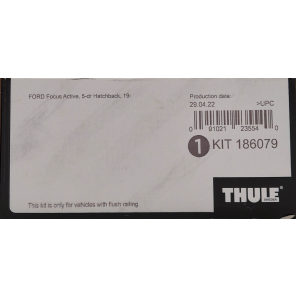 FORD Focus Active, 5-dr Hatchback, 19-
Production date:
29.04.22 >UPC
0 91021 23554 0
1 KIT 186079
THULE
SWEDEN
This kit is only for vehicles with flush railing.